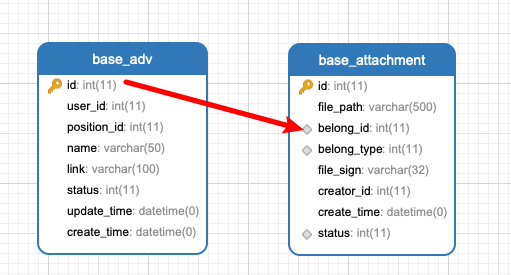 base_adv
id: int(11)
user_id: int(11)
position_id: int(11)
name: varchar(50)
link: varchar(100)
status: int(11)
update_time: datetime(0)
create_time: datetime(0)
base_attachment
id: int(11)
file_path: varchar(500)
belong_id: int(11)
belong_type: int(11)
file_sign: varchar(32)
creator_id: int(11)
create_time: datetime(0)
status: int(11)